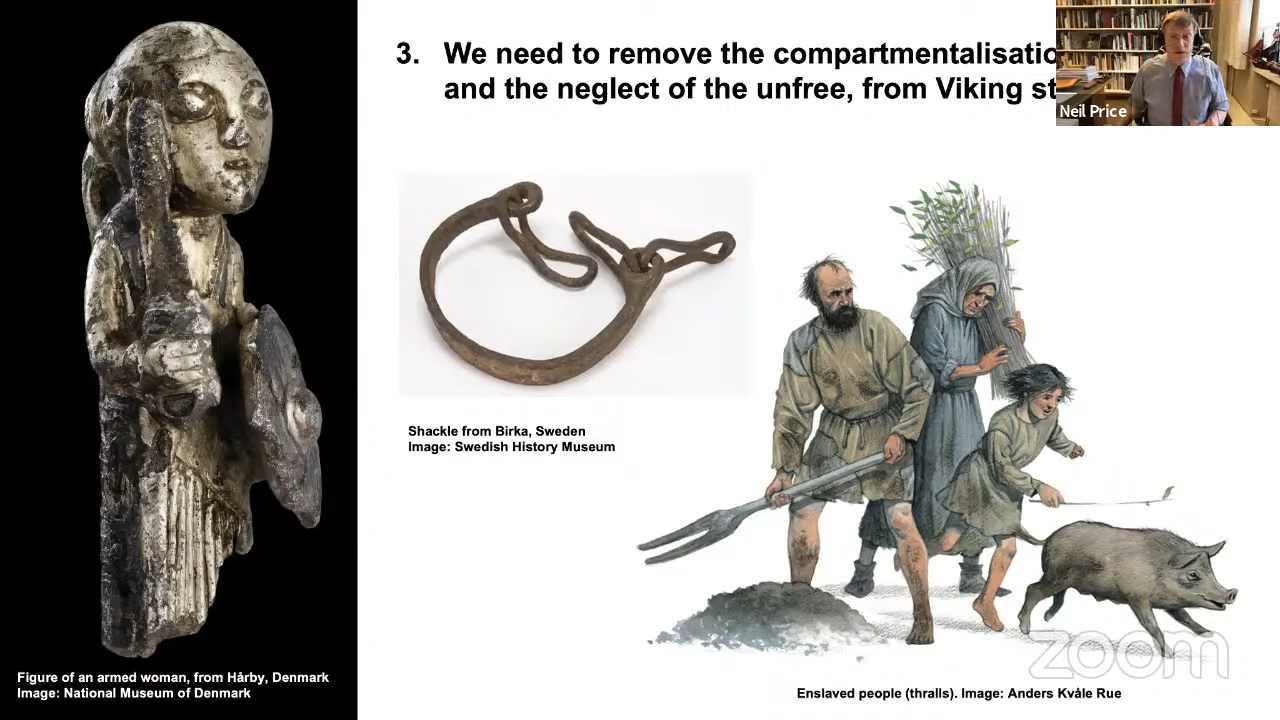 3. We need to remove the compartmentalisatio
and the neglect of the unfree, from Viking st
Neil Price
Shackle from Birka, Sweden
Image: Swedish History Museum
zoom
Figure of an armed woman, from Hårby, Denmark
Image: National Museum of Denmark
Enslaved people (thralls). Image: Anders Kvåle Rue